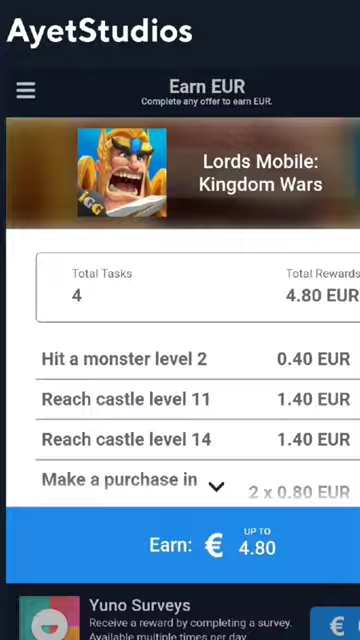 AyetStudios
Earn EUR
Complete any offer to earn EUR.
IGG
Lords Mobile:
Kingdom Wars
Total Tasks
Total Rewards
4
4.80 EUR
Hit a monster level 2
0.40 EUR
Reach castle level 11
1.40 EUR
Reach castle level 14
1.40 EUR
Make a purchase in
2 x 0.80 EUR
Earn: € UP TO
4.80
Yuno Surveys
Receive a reward by completing a survey.
Available multiple times per day.
€